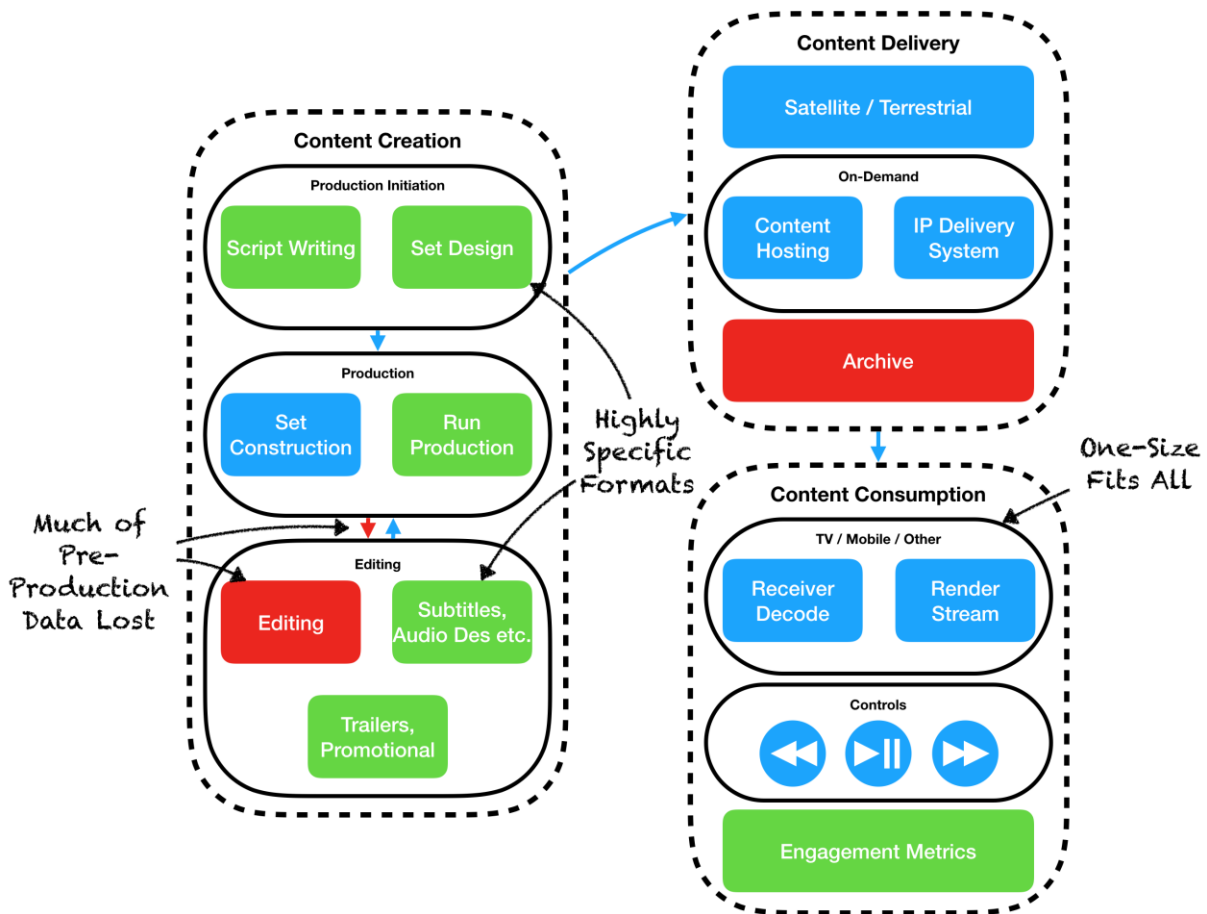 Content Creation
Production Initiation
Script Writing
Set Design
Production
Set
Construction
Run
Production
Editing
Editing
Subtitles,
Audio Des etc.
Trailers,
Promotional
Much of
Pre-
Production
Data Lost
Highly
Specific
Formats
Content Delivery
Satellite / Terrestrial
On-Demand
Content
Hosting
IP Delivery
System
Archive
One-Size
Fits All
Content Consumption
TV / Mobile / Other
Receiver
Decode
Render
Stream
Controls
Engagement Metrics